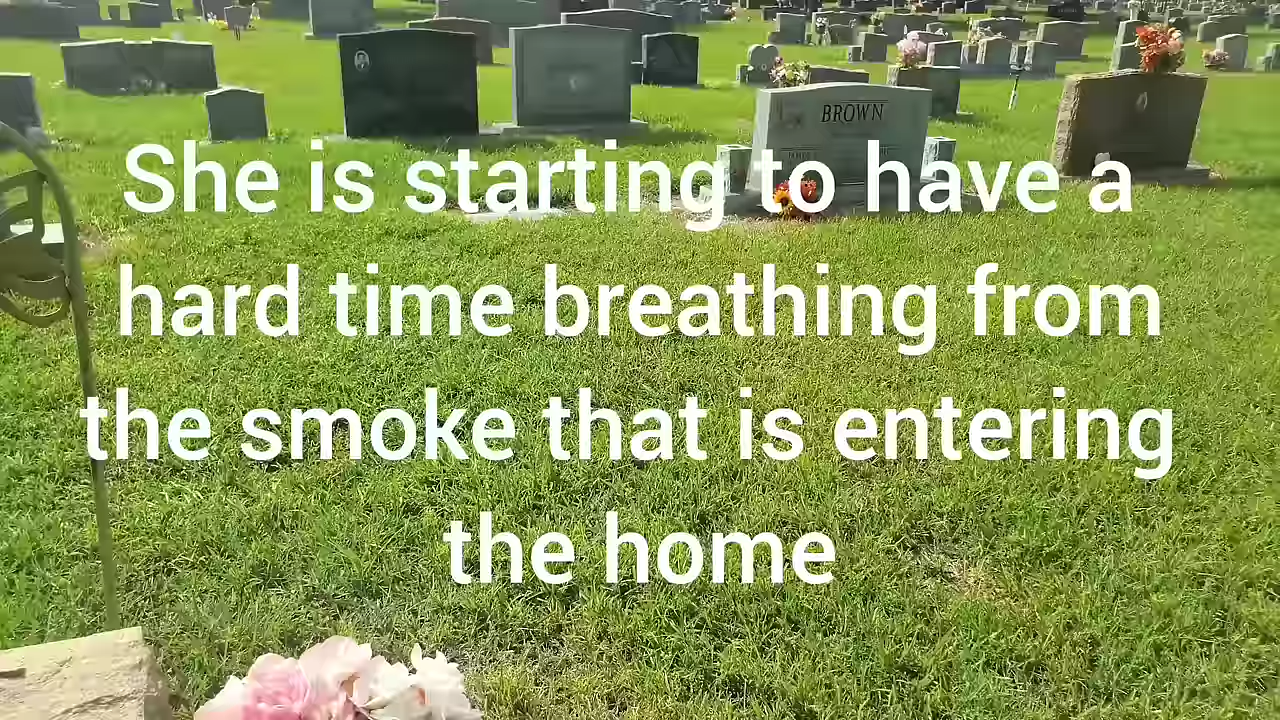 BROWN
She is starting to have a
hard time breathing from
the smoke that is entering
the home